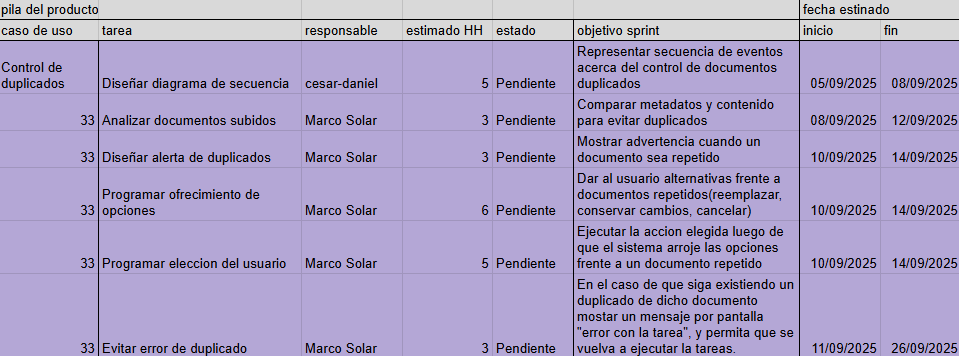 pila del producto fecha estinado
caso de uso tarea responsable estimado HH estado objetivo sprint inicio fin
Representar secuencia de eventos
Control de acerca del control de documentos
duplicados Diseñar diagrama de secuencia cesar-daniel 5 Pendiente duplicados 05/09/2025 08/09/2025
Comparar metadatos y contenido
33 Analizar documentos subidos Marco Solar 3 Pendiente para evitar duplicados 08/09/2025 12/09/2025
Mostrar advertencia cuando un
33 Diseñar alerta de duplicados Marco Solar 3 Pendiente documento sea repetido 10/09/2025 14/09/2025
Dar al usuario alternativas frente a
Programar ofrecimiento de documentos repetidos(reemplazar,
33 opciones Marco Solar 6 Pendiente conservar cambios, cancelar) 10/09/2025 14/09/2025
Ejecutar la accion elegida luego de
que el sistema arroje las opciones
33 Programar eleccion del usuario Marco Solar 5 Pendiente frente a un documento repetido 10/09/2025 14/09/2025
En el caso de que siga existiendo un
duplicado de dicho documento
mostar un mensaje por pantalla
"error con la tarea", y permita que se
33 Evitar error de duplicado Marco Solar 3 Pendiente vuelva a ejecutar la tareas. 11/09/2025 26/09/2025